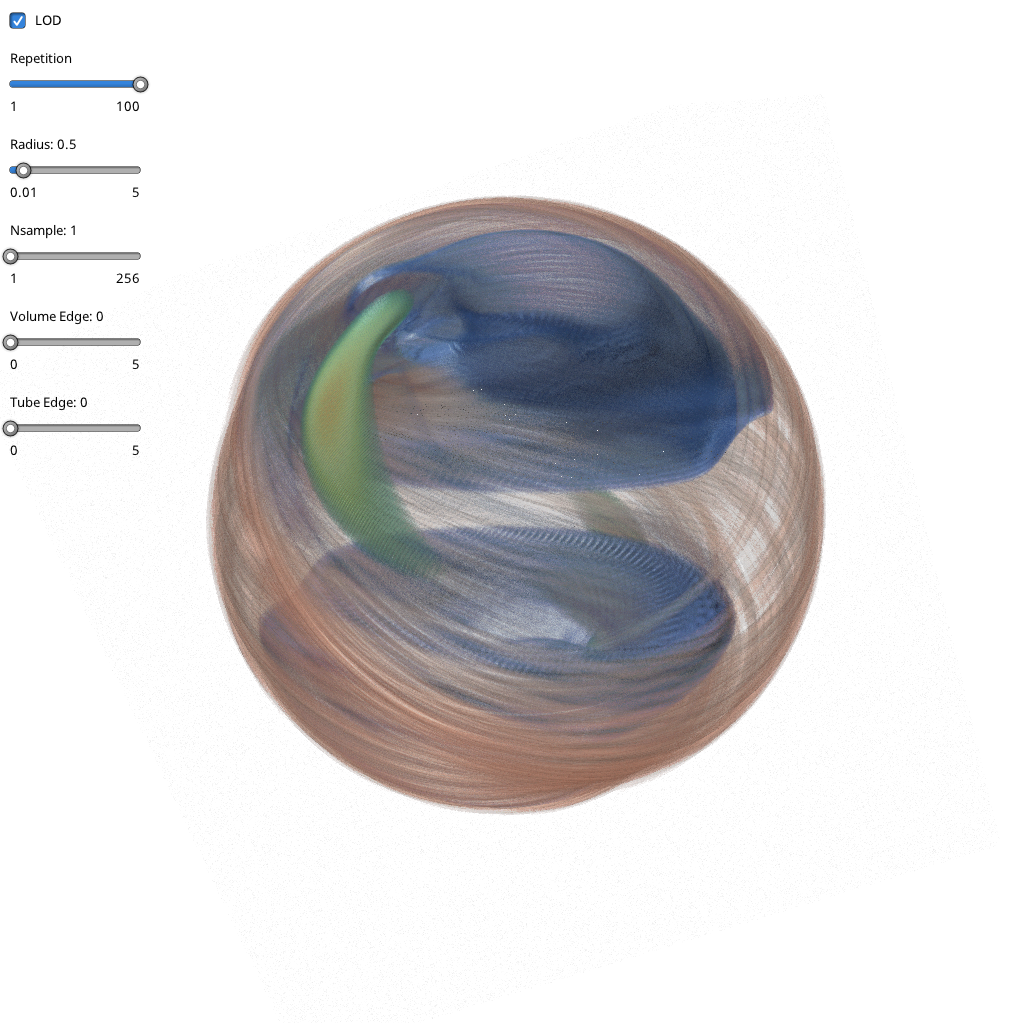 LOD
Repetition
1 100
Radius: 0.5
0.01 5
Nsample: 1
1 256
Volume Edge: 0
0 5
Tube Edge: 0
0 5